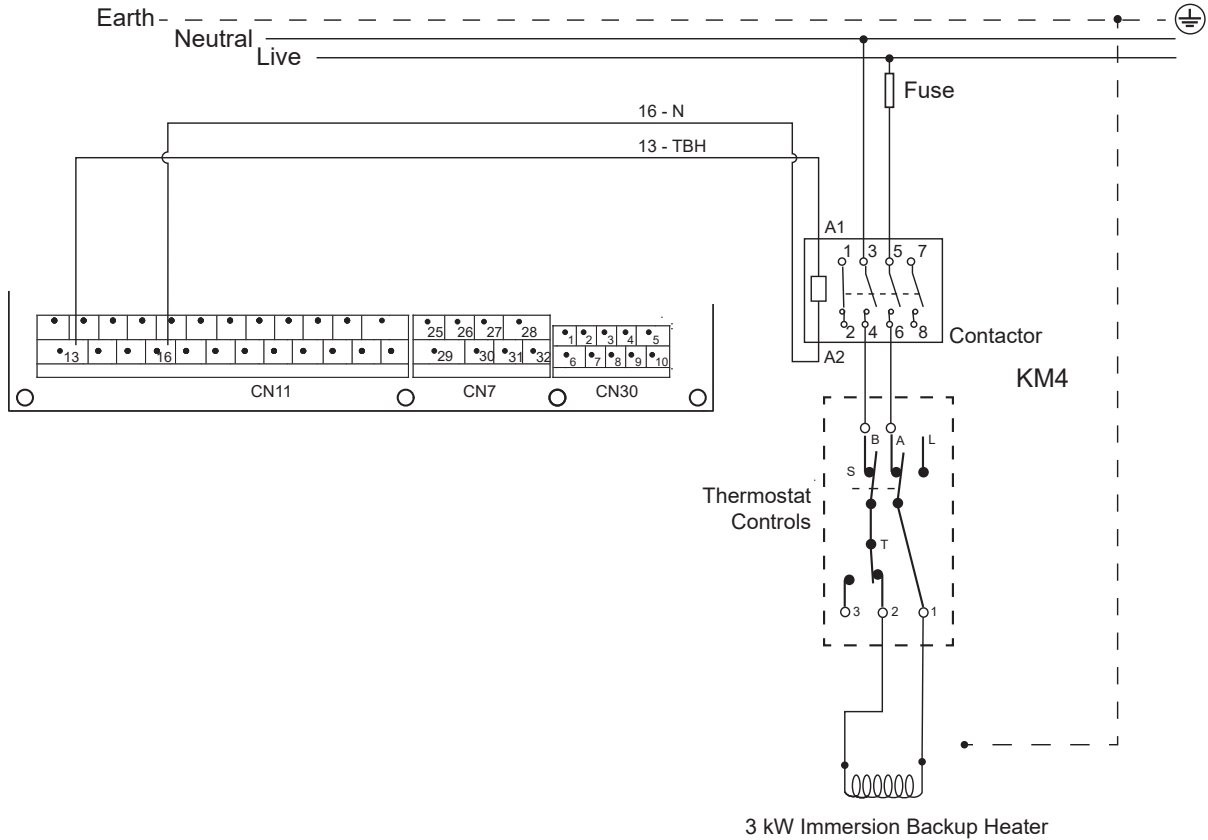 Earth
Neutral
Live
Fuse
16 - N
13 - TBH
A1
1 3 5 7
2 4 6 8
Contactor
A2
KM4
25 26 27 28
1 2 3 4 5
13 16
29 30 31 32
6 7 8 9 10
CN11 CN7 CN30
B A L
S
Thermostat
Controls
T
3 2 1
3 kW Immersion Backup Heater